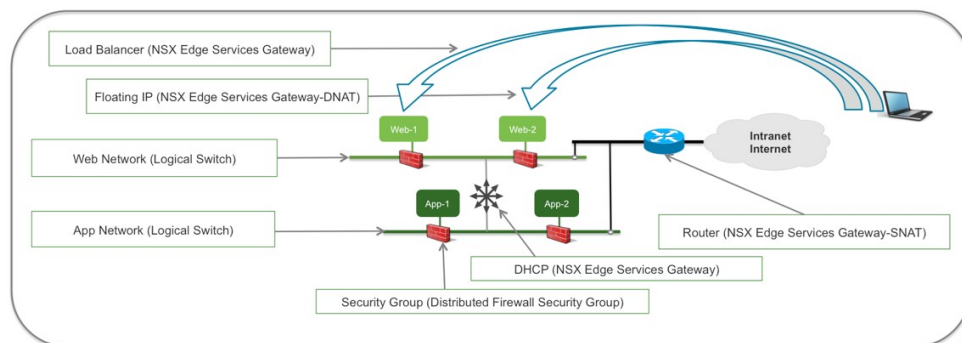 Load Balancer (NSX Edge Services Gateway)
Floating IP (NSX Edge Services Gateway-DNAT)
Web-1
Web-2
Intranet
Internet
Web Network (Logical Switch)
App-1
App-2
App Network (Logical Switch)
Router (NSX Edge Services Gateway-SNAT)
DHCP (NSX Edge Services Gateway)
Security Group (Distributed Firewall Security Group)